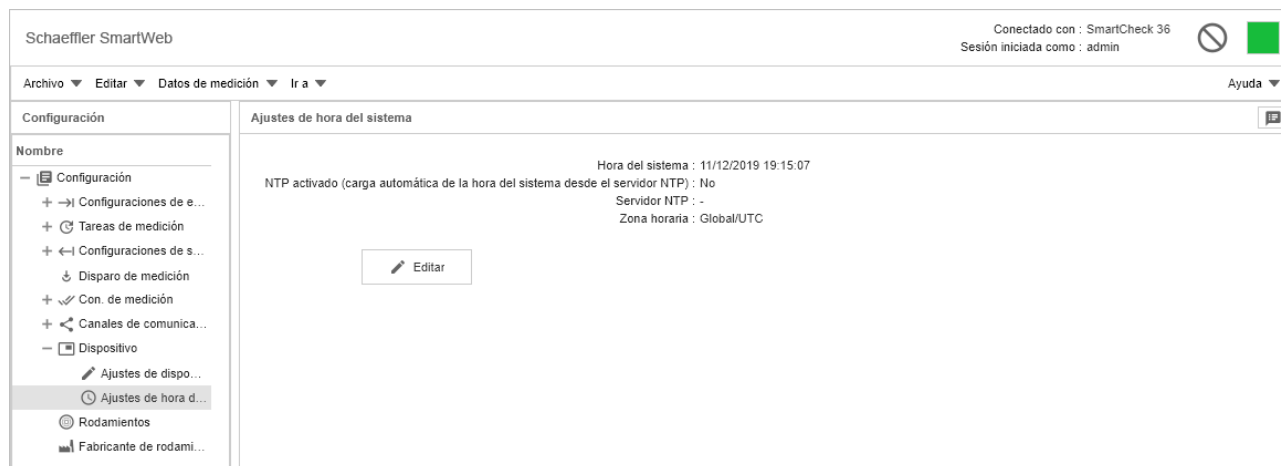 Schaeffler SmartWeb
Conectado con : SmartCheck 36
Sesión iniciada como : admin
Archivo Editar Datos de medición Ir a Ayuda
Configuración
Ajustes de hora del sistema
Nombre
Configuración
Configuraciones de e...
Tareas de medición
Configuraciones de s...
Disparo de medición
Con. de medición
Canales de comunica...
Dispositivo
Ajustes de dispo...
Ajustes de hora d...
Rodamientos
Fabricante de rodami...
Hora del sistema : 11/12/2019 19:15:07
NTP activado (carga automática de la hora del sistema desde el servidor NTP) : No
Servidor NTP : -
Zona horaria : Global/UTC
Editar